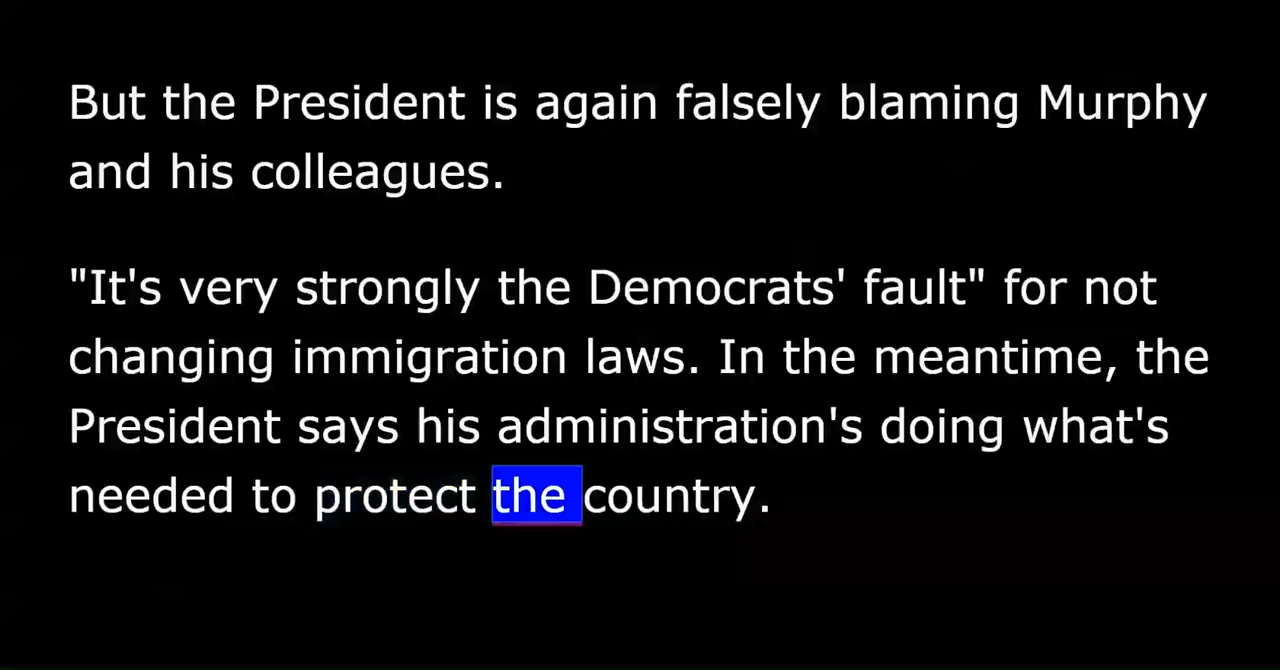 But the President is again falsely blaming Murphy
and his colleagues.
"It's very strongly the Democrats' fault" for not
changing immigration laws. In the meantime, the
President says his administration's doing what's
needed to protect the country.